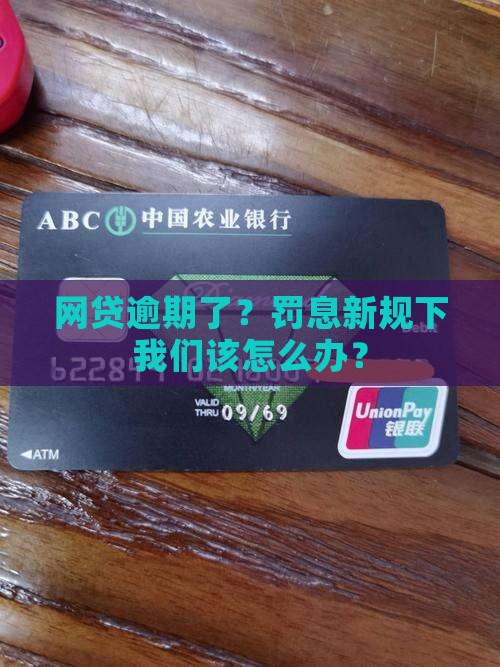 ABC 中国农业银行
网贷逾期了？罚息新规下
我们该怎么办？
Debit
MONTH/YEAR
VALID
THRU 09/69
UnionPay
银联
◄ATM